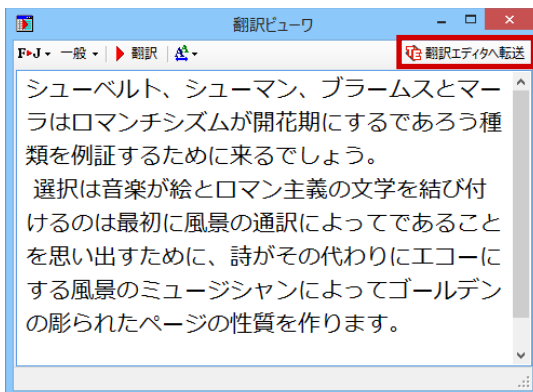 翻訳ビューワ
F▸J 一般 翻訳 翻訳エディタへ転送
シューベルト、シューマン、ブラームスとマー
ラはロマンチシズムが開花期にするであろう種
類を例証するために来るでしょう。
選択は音楽が絵とロマン主義の文学を結び付
けるのは最初に風景の通訳によってであること
を思い出すために、詩がその代わりにエコーに
する風景のミュージシャンによってゴールデン
の彫られたページの性質を作ります。